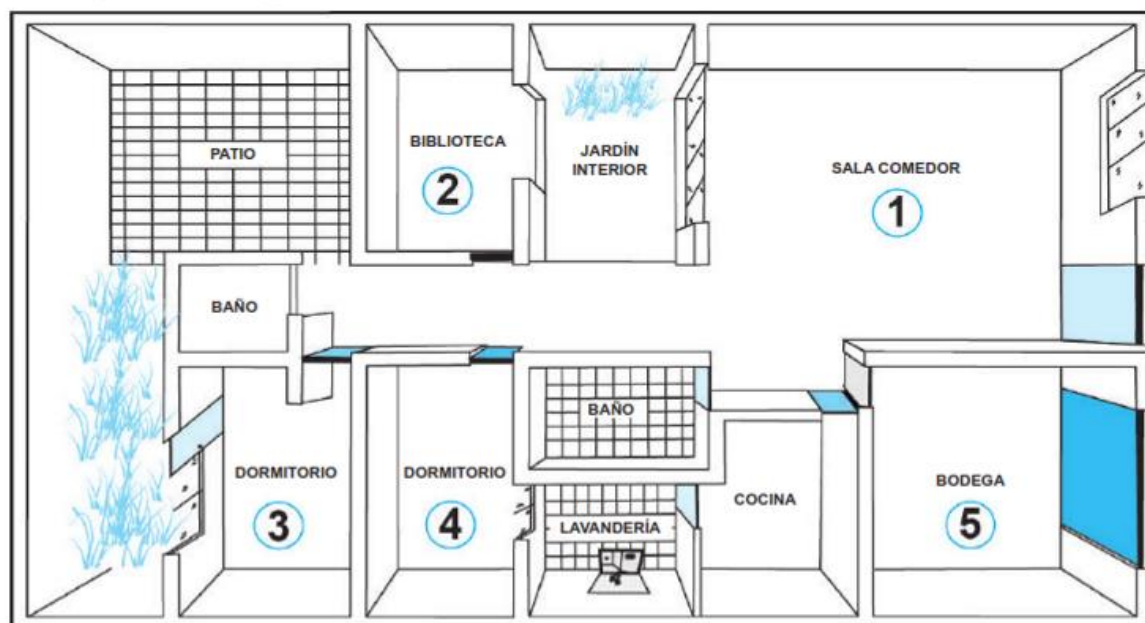 PATIO
BIBLIOTECA
2
JARDÍN
INTERIOR
SALA COMEDOR
1
BAÑO
BAÑO
DORMITORIO
3
DORMITORIO
4
LAVANDERÍA
COCINA
BODEGA
5